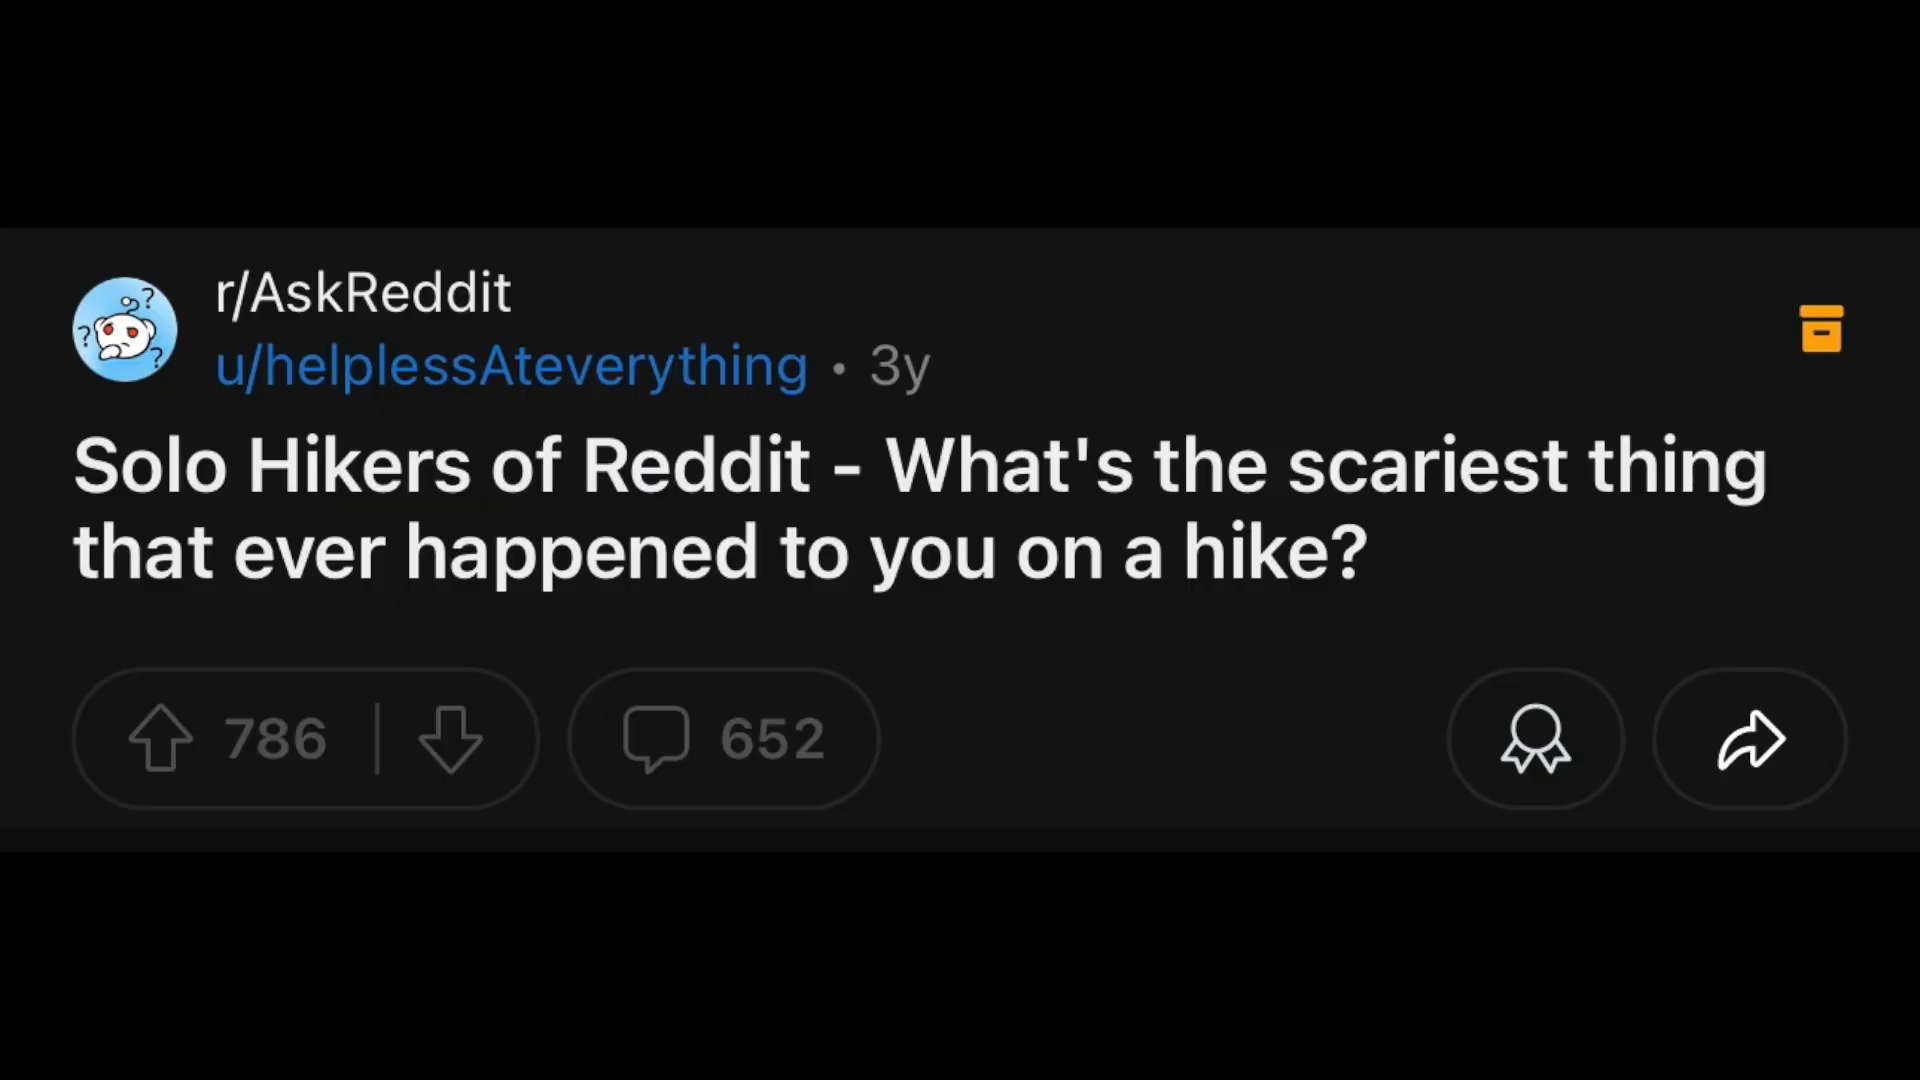 r/AskReddit
u/helplessAteverything • 3y
Solo Hikers of Reddit - What's the scariest thing
that ever happened to you on a hike?
786 652